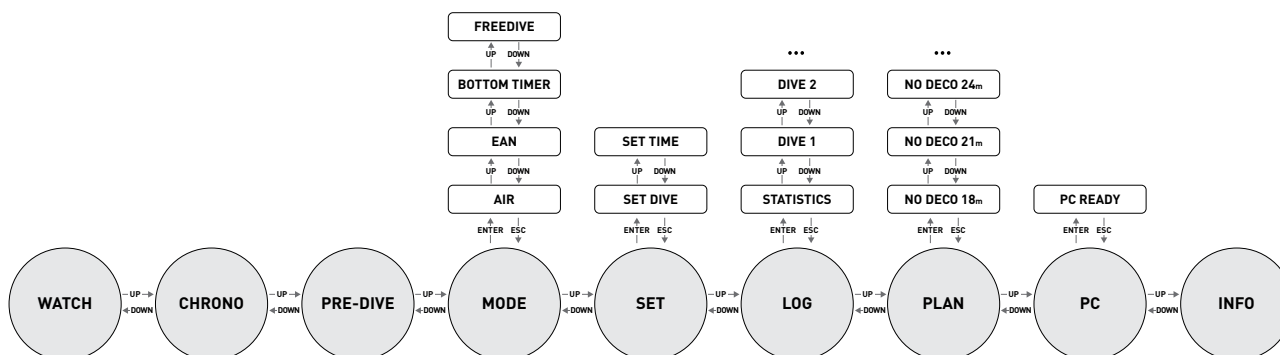 FREEDIVE
UP DOWN
BOTTOM TIMER
•••
•••
UP DOWN
DIVE 2
NO DECO 24m
UP DOWN
UP DOWN
EAN
SET TIME
DIVE 1
NO DECO 21m
UP DOWN
UP DOWN
UP DOWN
UP DOWN
AIR
SET DIVE
STATISTICS
NO DECO 18m
PC READY
ENTER ESC
ENTER ESC
ENTER ESC
ENTER ESC
ENTER ESC
WATCH
UP
DOWN
CHRONO
UP
DOWN
PRE-DIVE
UP
DOWN
MODE
UP
DOWN
SET
UP
DOWN
LOG
UP
DOWN
PLAN
UP
DOWN
PC
UP
DOWN
INFO